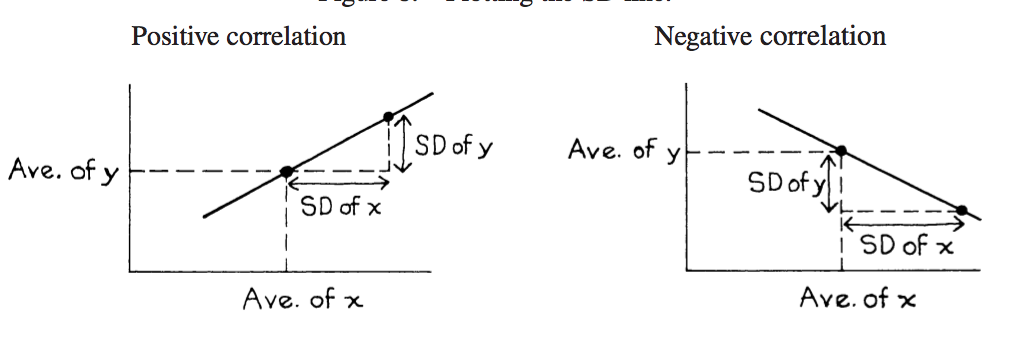 Positive correlation
Ave. of y
SD of y
SD of x
Ave. of x
Negative correlation
Ave. of y
SD of y
SD of x
Ave. of x